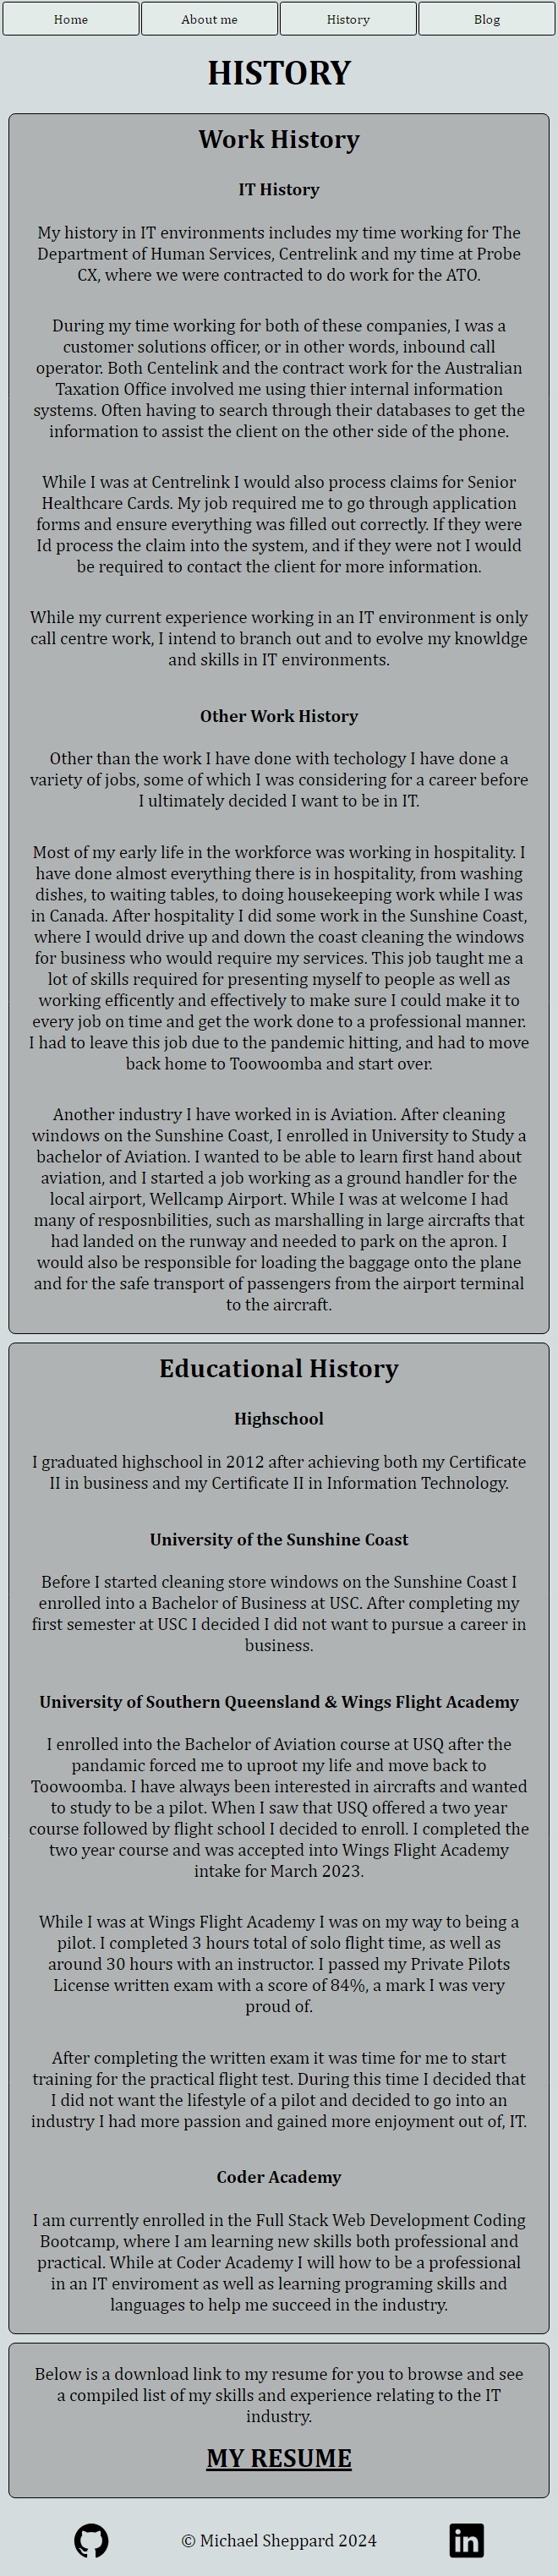 Home
About me
History
Blog
HISTORY
Work History
IT History
My history in IT environments includes my time working for The
Department of Human Services, Centrelink and my time at Probe
CX, where we were contracted to do work for the ATO.
During my time working for both of these companies, I was a
customer solutions officer, or in other words, inbound call
operator. Both Centelink and the contract work for the Australian
Taxation Office involved me using thier internal information
systems. Often having to search through their databases to get the
information to assist the client on the other side of the phone.
While I was at Centrelink I would also process claims for Senior
Healthcare Cards. My job required me to go through application
forms and ensure everything was filled out correctly. If they were
Id process the claim into the system, and if they were not I would
be required to contact the client for more information.
While my current experience working in an IT environment is only
call centre work, I intend to branch out and to evolve my knowldge
and skills in IT environments.
Other Work History
Other than the work I have done with techology I have done a
variety of jobs, some of which I was considering for a career before
I ultimately decided I want to be in IT.
Most of my early life in the workforce was working in hospitality. I
have done almost everything there is in hospitality, from washing
dishes, to waiting tables, to doing housekeeping work while I was
in Canada. After hospitality I did some work in the Sunshine Coast,
where I would drive up and down the coast cleaning the windows
for business who would require my services. This job taught me a
lot of skills required for presenting myself to people as well as
working efficently and effectively to make sure I could make it to
every job on time and get the work done to a professional manner.
I had to leave this job due to the pandemic hitting, and had to move
back home to Toowoomba and start over.
Another industry I have worked in is Aviation. After cleaning
windows on the Sunshine Coast, I enrolled in University to Study a
bachelor of Aviation. I wanted to be able to learn first hand about
aviation, and I started a job working as a ground handler for the
local airport, Wellcamp Airport. While I was at welcome I had
many of resposnbilities, such as marshalling in large aircrafts that
had landed on the runway and needed to park on the apron. I
would also be responsible for loading the baggage onto the plane
and for the safe transport of passengers from the airport terminal
to the aircraft.
Educational History
Highschool
I graduated highschool in 2012 after achieving both my Certificate
II in business and my Certificate II in Information Technology.
University of the Sunshine Coast
Before I started cleaning store windows on the Sunshine Coast I
enrolled into a Bachelor of Business at USC. After completing my
first semester at USC I decided I did not want to pursue a career in
business.
University of Southern Queensland & Wings Flight Academy
I enrolled into the Bachelor of Aviation course at USQ after the
pandamic forced me to uproot my life and move back to
Toowoomba. I have always been interested in aircrafts and wanted
to study to be a pilot. When I saw that USQ offered a two year
course followed by flight school I decided to enroll. I completed the
two year course and was accepted into Wings Flight Academy
intake for March 2023.
While I was at Wings Flight Academy I was on my way to being a
pilot. I completed 3 hours total of solo flight time, as well as
around 30 hours with an instructor. I passed my Private Pilots
License written exam with a score of 84%, a mark I was very
proud of.
After completing the written exam it was time for me to start
training for the practical flight test. During this time I decided that
I did not want the lifestyle of a pilot and decided to go into an
industry I had more passion and gained more enjoyment out of, IT.
Coder Academy
I am currently enrolled in the Full Stack Web Development Coding
Bootcamp, where I am learning new skills both professional and
practical. While at Coder Academy I will how to be a professional
in an IT enviroment as well as learning programing skills and
languages to help me succeed in the industry.
Below is a download link to my resume for you to browse and see
a compiled list of my skills and experience relating to the IT
industry.
MY RESUME
© Michael Sheppard 2024
in